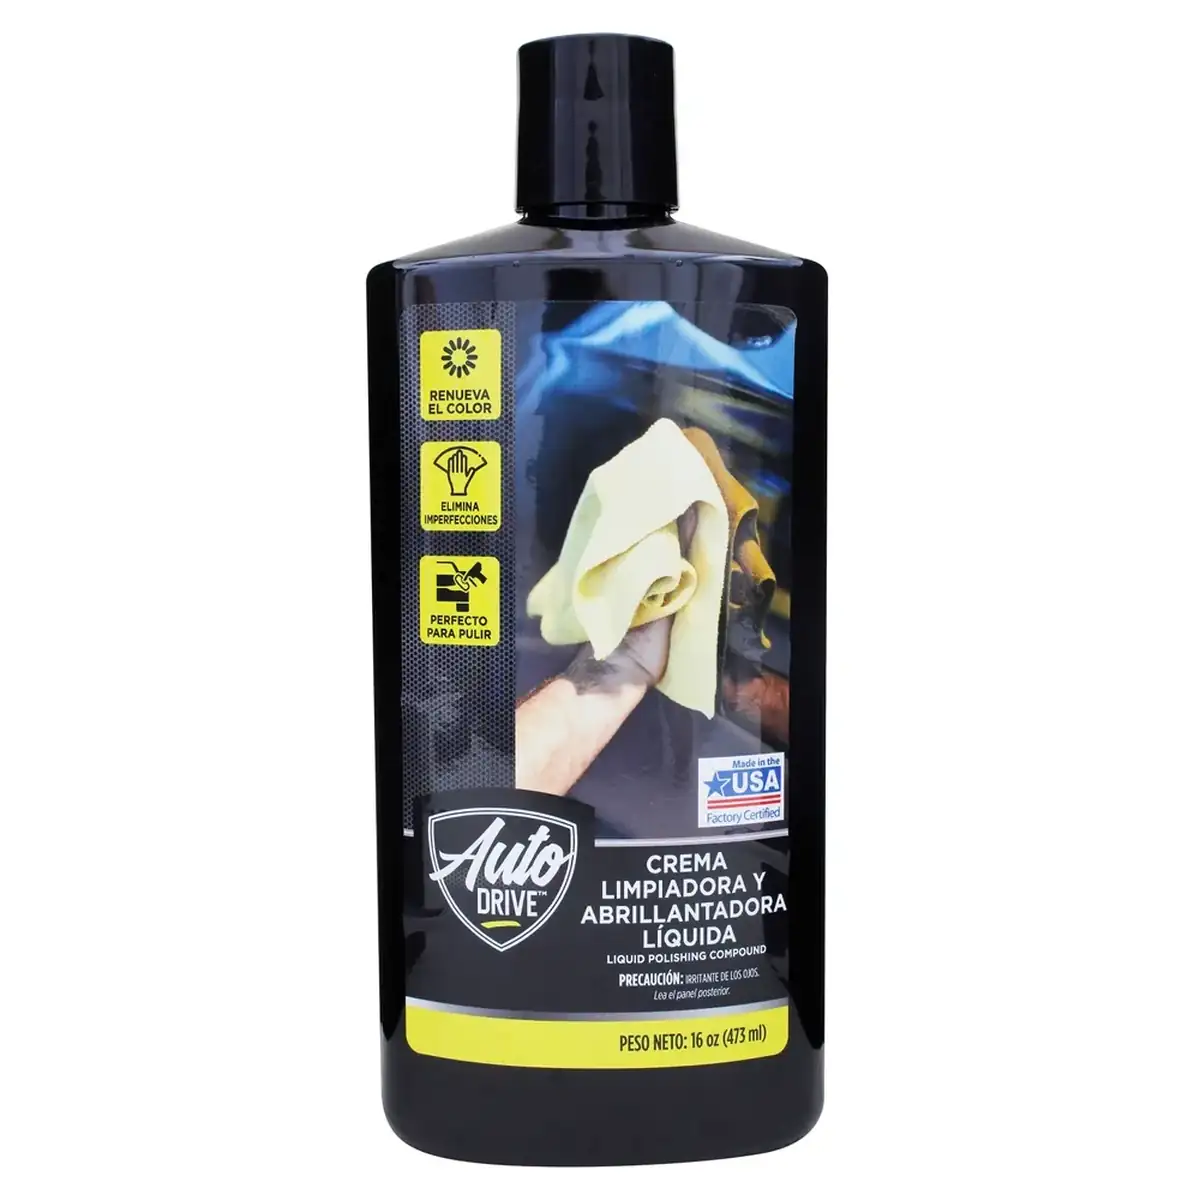 RENUEVA
EL COLOR
ELIMINA
IMPERFECCIONES
PERFECTO
PARA PULIR
Made in the
USA
Factory Certified
Auto
DRIVE™
CREMA
LIMPIADORA Y
ABRILLANTADORA
LÍQUIDA
LIQUID POLISHING COMPOUND
PRECAUCIÓN: IRRITANTE DE LOS OJOS.
Lea el panel posterior.
PESO NETO: 16 oz (473 ml)